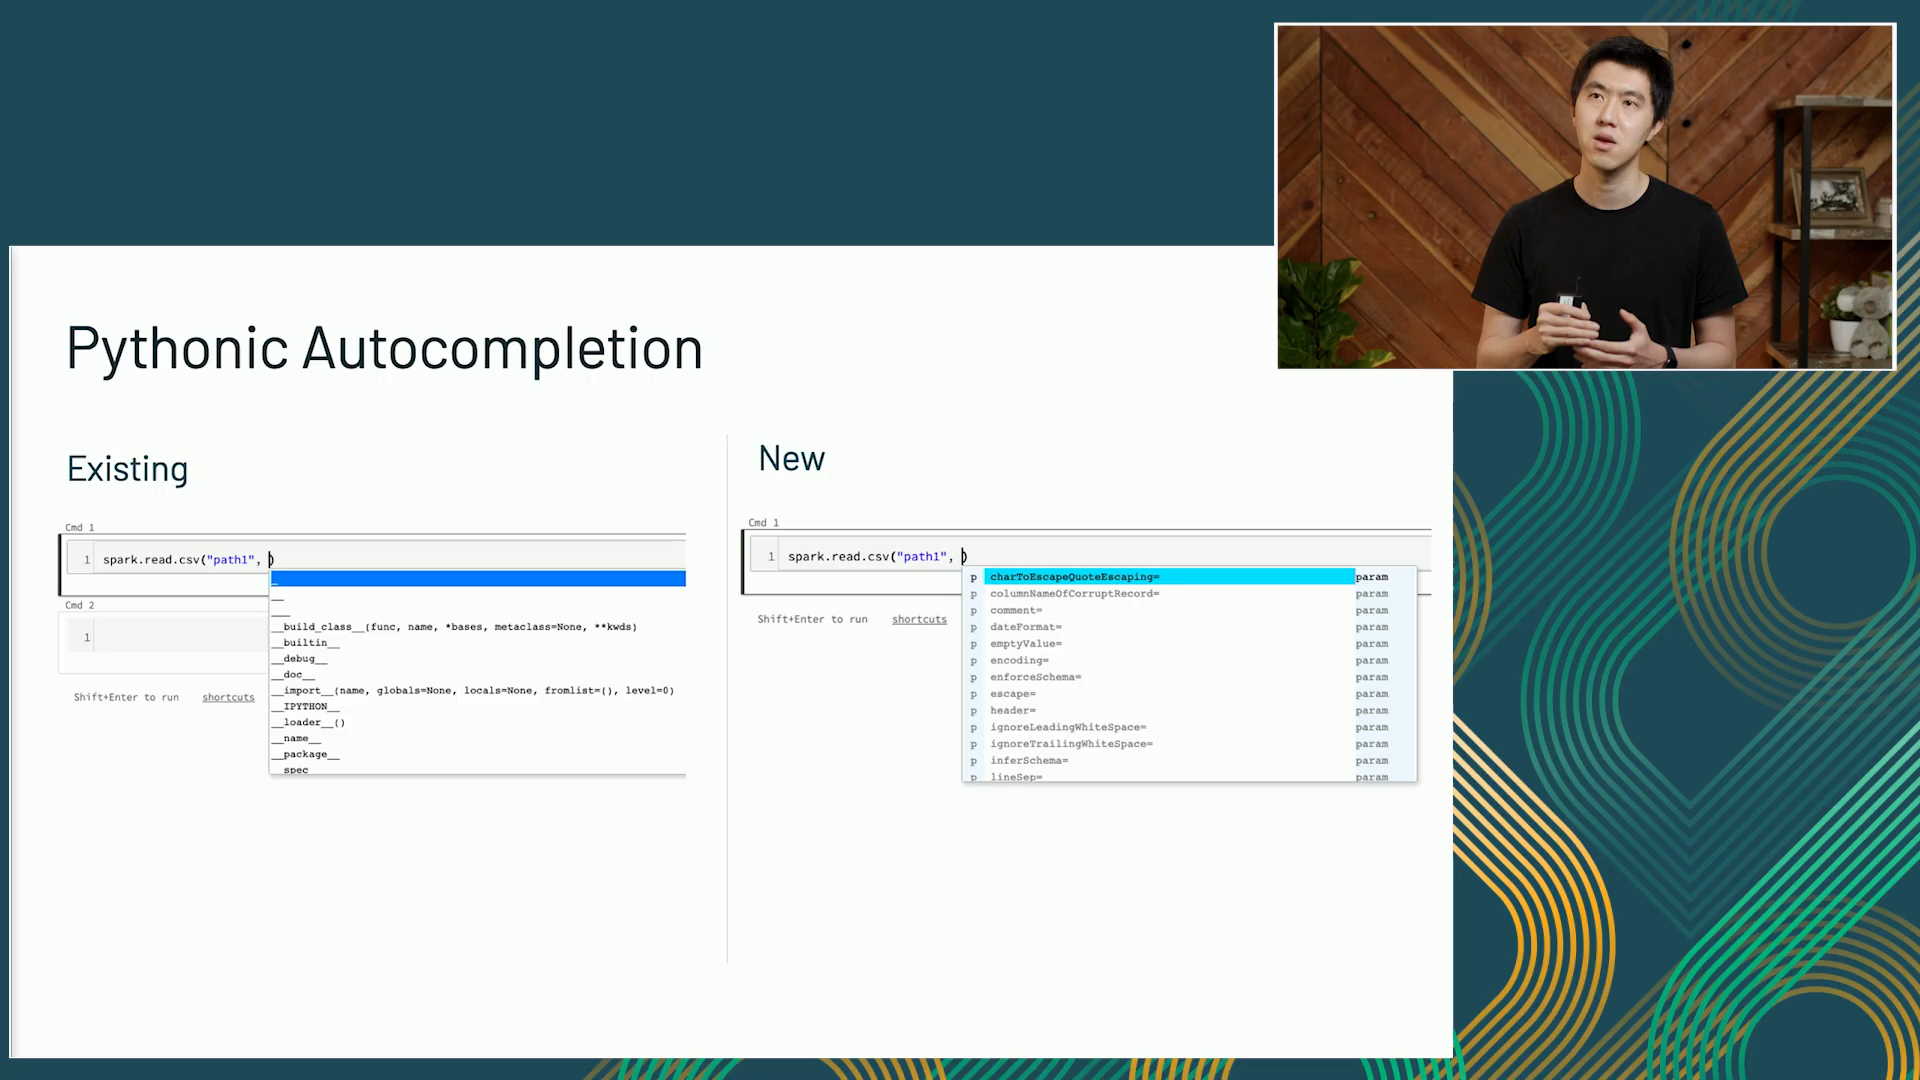 Pythonic Autocompletion
Existing
Cmd 1
1 spark.read.csv("path1", )
_
__
___
__build_class__(func, name, *bases, metaclass=None, **kwds)
__builtin__
__debug__
__doc__
__import__(name, globals=None, locals=None, fromlist=(), level=0)
__IPYTHON__
__loader__()
__name__
__package__
__spec__
Cmd 2
1
Shift+Enter to run shortcuts
New
Cmd 1
1 spark.read.csv("path1", )
p charToEscapeQuoteEscaping= param
p columnNameOfCorruptRecord= param
p comment= param
p dateFormat= param
p emptyValue= param
p encoding= param
p enforceSchema= param
p escape= param
p header= param
p ignoreLeadingWhiteSpace= param
p ignoreTrailingWhiteSpace= param
p inferSchema= param
p lineSep= param
Shift+Enter to run shortcuts